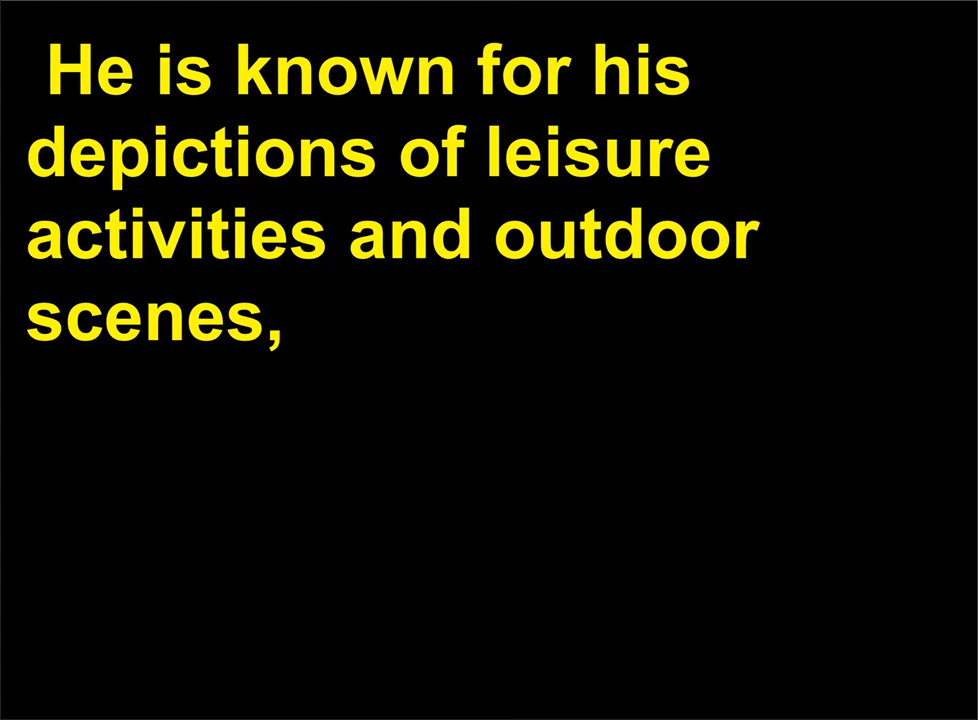 He is known for his
depictions of leisure
activities and outdoor
scenes,